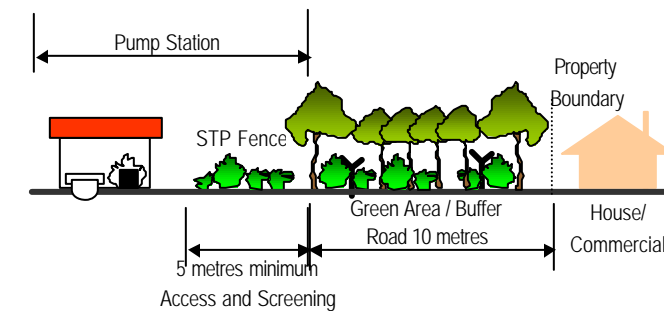 Pump Station
Property
Boundary
STP Fence
Green Area / Buffer
Road 10 metres
House/
Commercial
5 metres minimum
Access and Screening